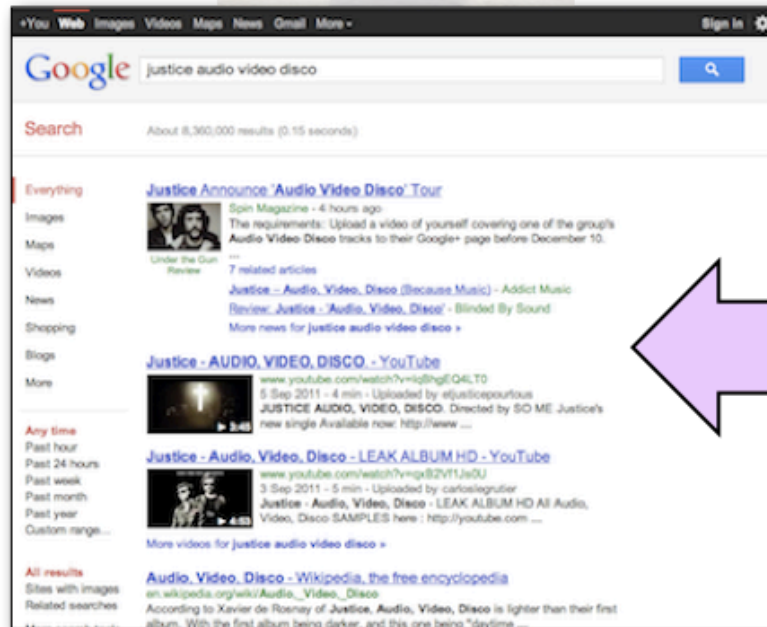 +You Web Images Videos Maps News Gmail More Sign in
Google justice audio video disco
Search About 8,360,000 results (0.15 seconds)
Everything
Images
Maps
Videos
News
Shopping
Blogs
More
Any time
Past hour
Past 24 hours
Past week
Past month
Past year
Custom range...
All results
Sites with images
Related searches
More search tools
Justice Announce 'Audio Video Disco' Tour
Spin Magazine - 4 hours ago
The requirements: Upload a video of yourself covering one of the group's
Audio Video Disco tracks to their Google+ page before December 10.
...
Under the Gun
Review
7 related articles
Justice – Audio, Video, Disco (Because Music) - Addict Music
Review: Justice - 'Audio, Video, Disco' - Blinded By Sound
More news for justice audio video disco »
Justice - AUDIO, VIDEO, DISCO. - YouTube
5 Sep 2011 - 4 min - Uploaded by etjusticepourtous
JUSTICE AUDIO, VIDEO, DISCO. Directed by SO ME Justice's
new single Available now: http://www ....
3:45
Justice - Audio, Video, Disco - LEAK ALBUM HD - YouTube
3 Sep 2011 - 5 min - Uploaded by carloslegrutier
Justice - Audio, Video, Disco - LEAK ALBUM HD All Audio,
Video, Disco SAMPLES here : http://youtube.com ...
4:53
More videos for justice audio video disco »
Audio, Video, Disco - Wikipedia, the free encyclopedia
en.wikipedia.org/wiki/Audio,_Video,_Disco
According to Xavier de Rosnay of Justice, Audio, Video, Disco is lighter than their first
album. With the first album being darker, and this one being "daytime ...